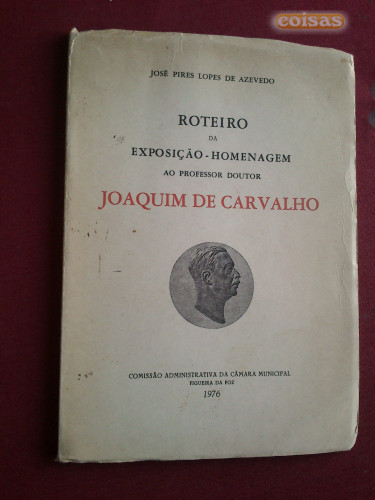 coisas
JOSÉ PIRES LOPES DE AZEVEDO
ROTEIRO
DA
EXPOSIÇÃO-HOMENAGEM
AO PROFESSOR DOUTOR
JOAQUIM DE CARVALHO
COMISSÃO ADMINISTRATIVA DA CÂMARA MUNICIPAL
FIGUEIRA DA FOZ
1976